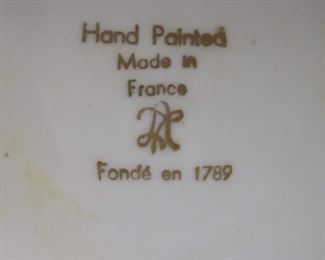 Hand Painted
Made in
France
Fondé en 1789